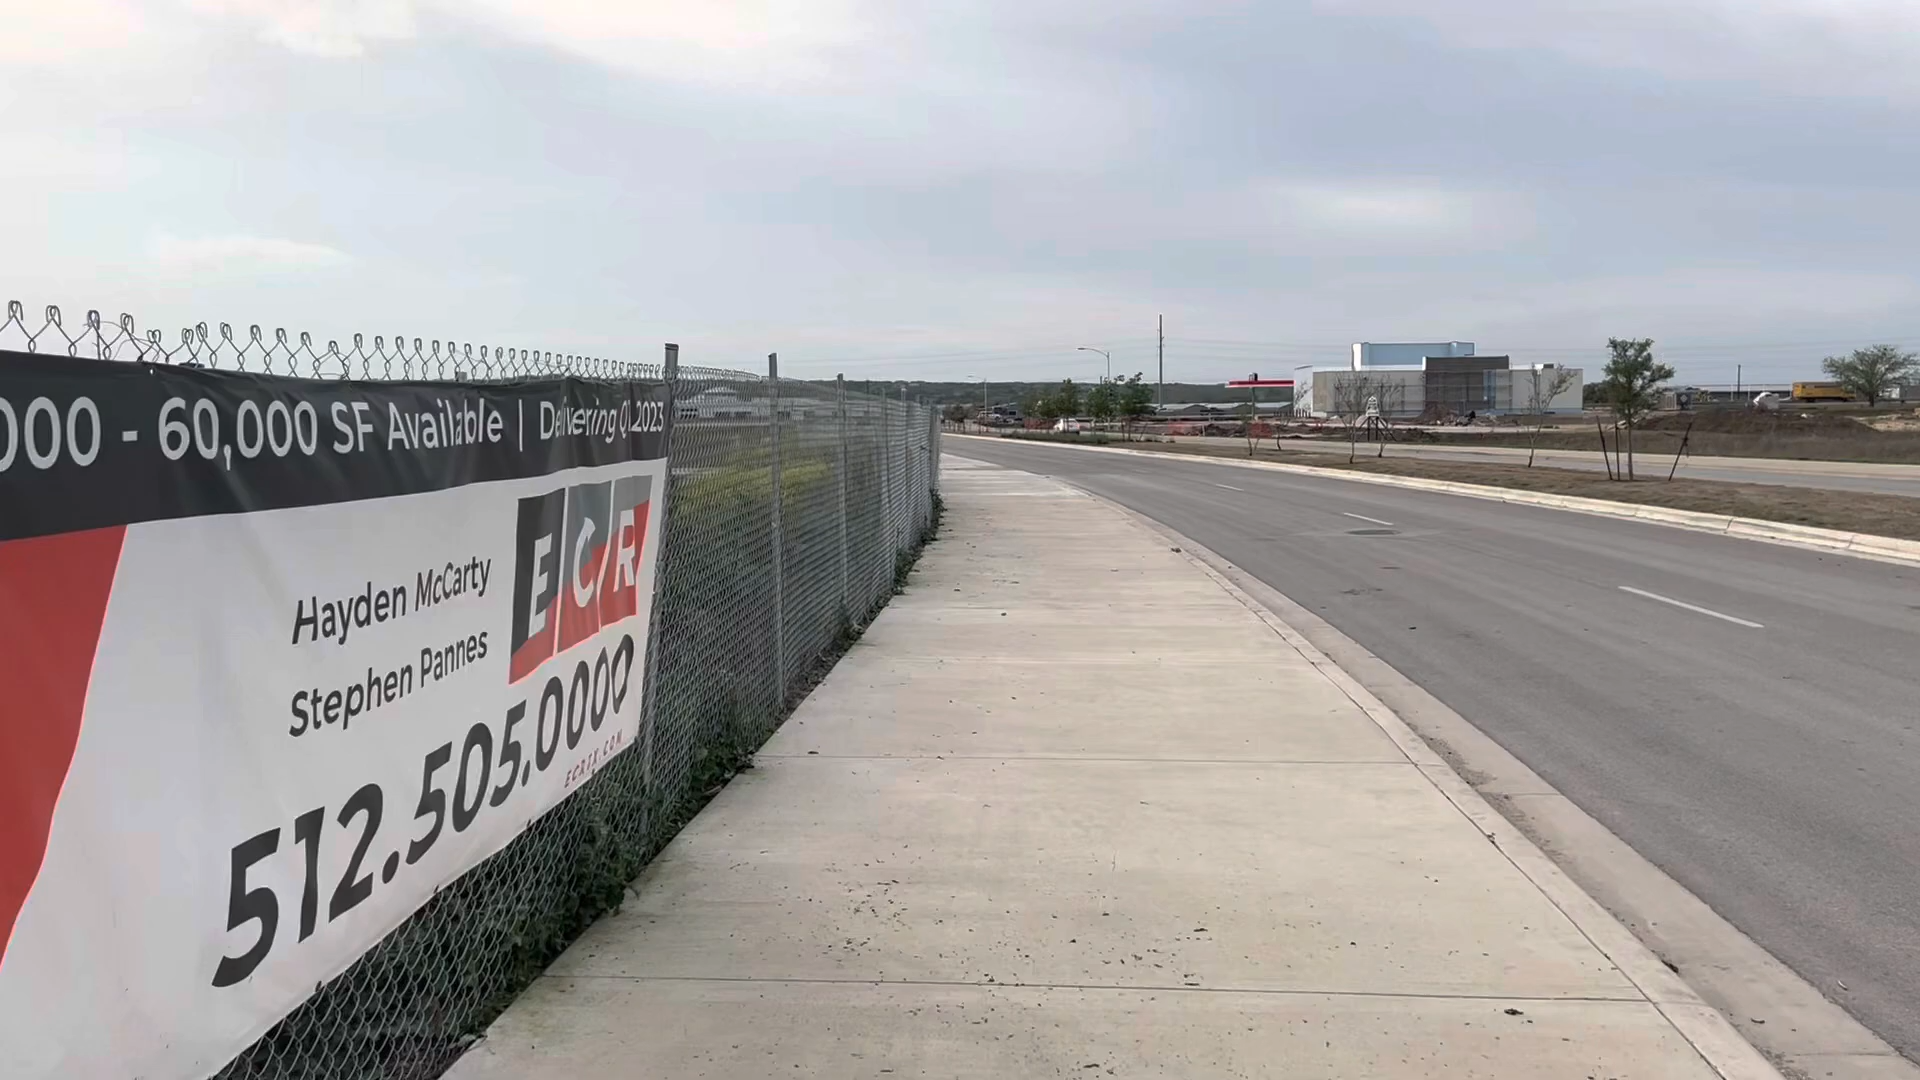 000 - 60,000 SF Available | Delivering Q1 2023
ECR
Hayden McCarty
Stephen Pannes
512.505.0000
ECRTX.COM